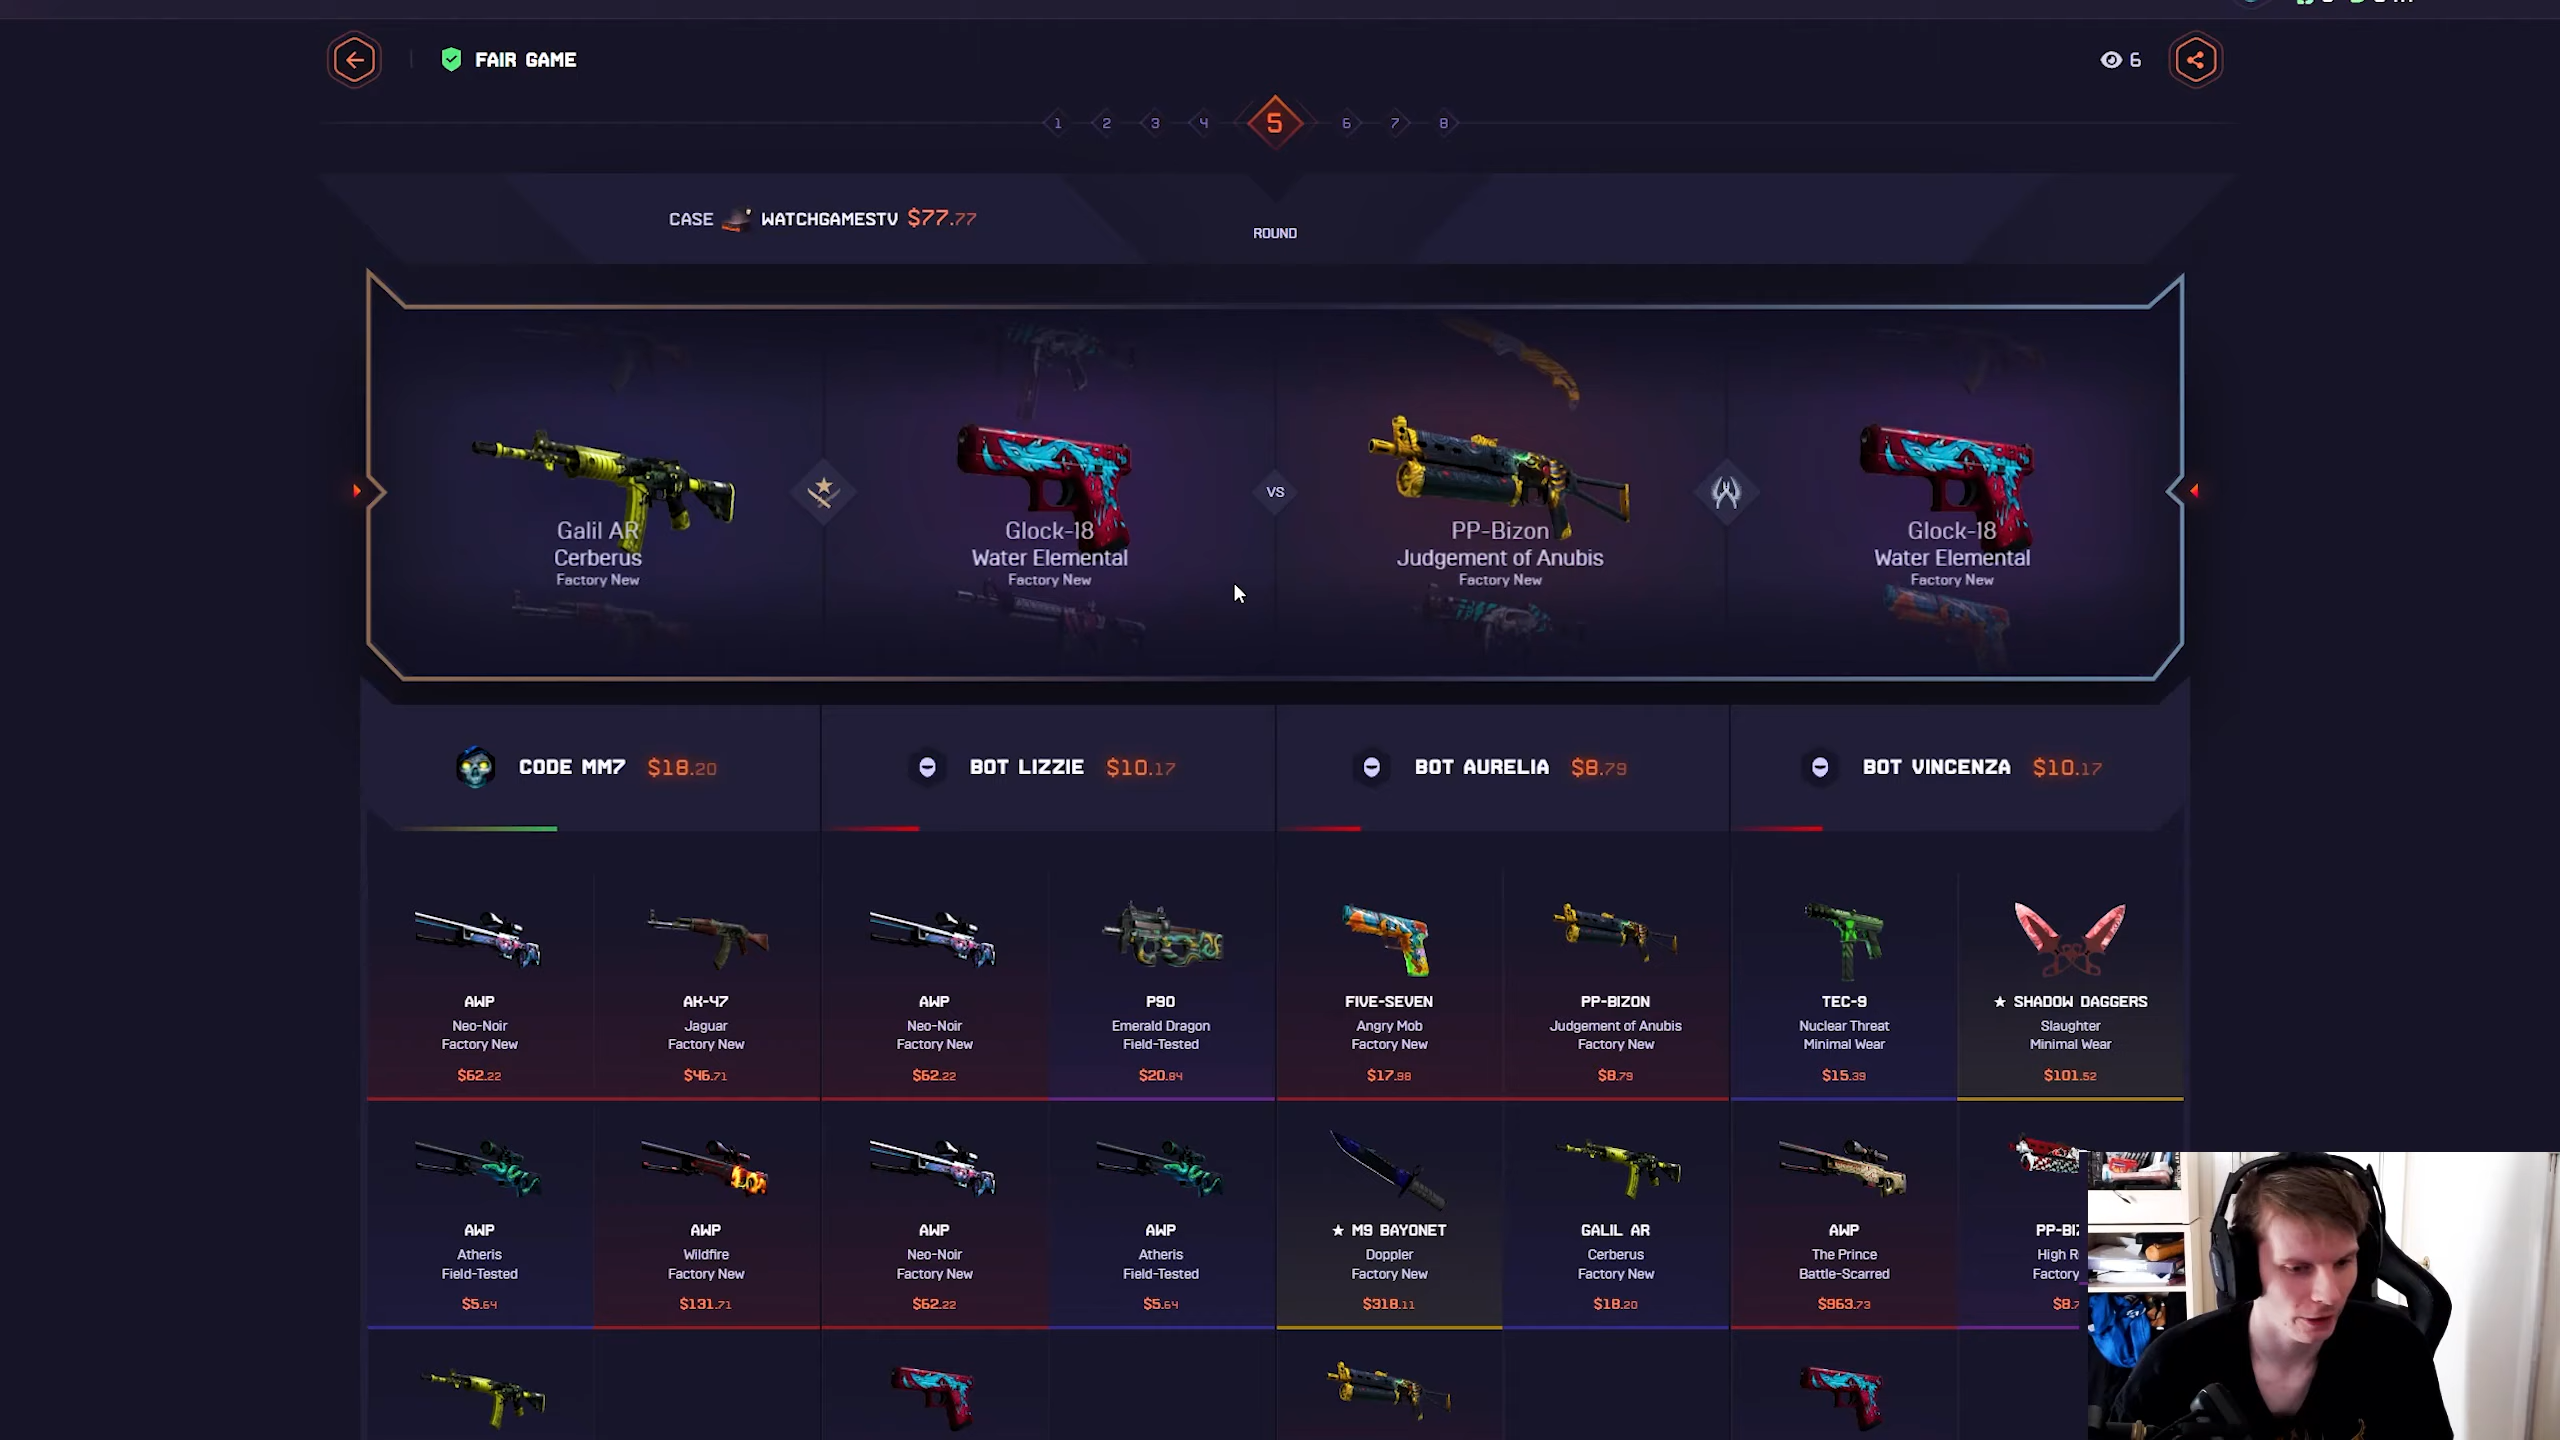 FAIR GAME
6
1 2 3 4 5 6 7 8
CASE WATCHGAMESTV $77.77
ROUND
Galil AR
Cerberus
Factory New
Glock-18
Water Elemental
Factory New
VS
PP-Bizon
Judgement of Anubis
Factory New
Glock-18
Water Elemental
Factory New
CODE MM7 $18.20
BOT LIZZIE $10.17
BOT AURELIA $8.79
BOT VINCENZA $10.17
AWP
Neo-Noir
Factory New
$62.22
AK-47
Jaguar
Factory New
$46.71
AWP
Neo-Noir
Factory New
$62.22
P90
Emerald Dragon
Field-Tested
$20.84
FIVE-SEVEN
Angry Mob
Factory New
$17.98
PP-BIZON
Judgement of Anubis
Factory New
$8.79
TEC-9
Nuclear Threat
Minimal Wear
$15.39
★ SHADOW DAGGERS
Slaughter
Minimal Wear
$101.52
AWP
Atheris
Field-Tested
$5.64
AWP
Wildfire
Factory New
$131.71
AWP
Neo-Noir
Factory New
$62.22
AWP
Atheris
Field-Tested
$5.64
★ M9 BAYONET
Doppler
Factory New
$318.11
GALIL AR
Cerberus
Factory New
$18.20
AWP
The Prince
Battle-Scarred
$963.73
PP-BI
High R
Factory
$8.7